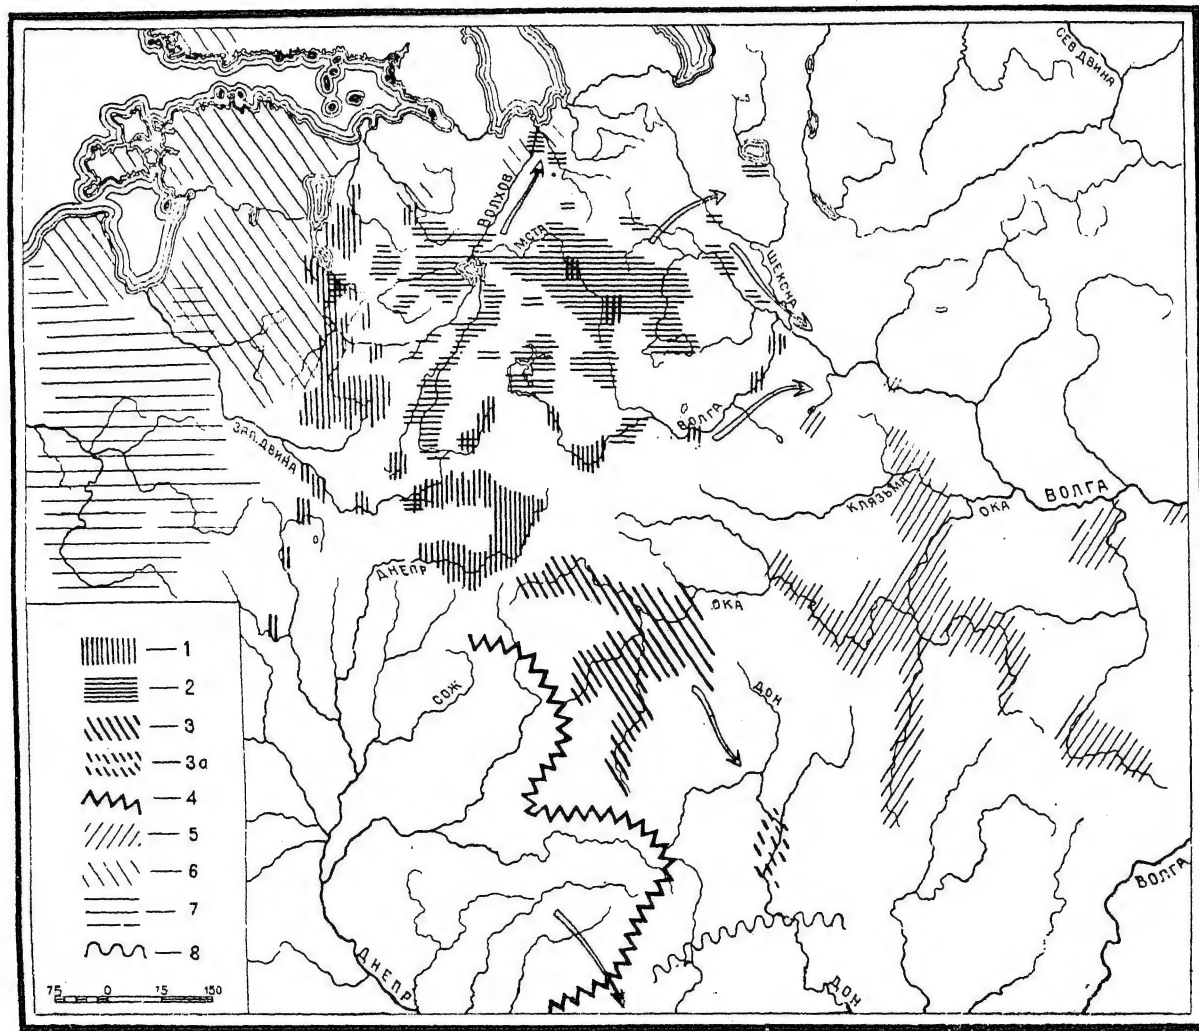 СЕВ. ДВИНА
ВОЛХОВ
МСТА
ШЕКСНА
ВОЛГА
ЗАП. ДВИНА
КЛЯЗЬМА
ОКА
ВОЛГА
ДНЕПР
ОКА
СОЖ
ДОН
ВОЛГА
ДНЕПР
ДОН
1
2
3
3а
4
5
6
7
8
75 0 75 150